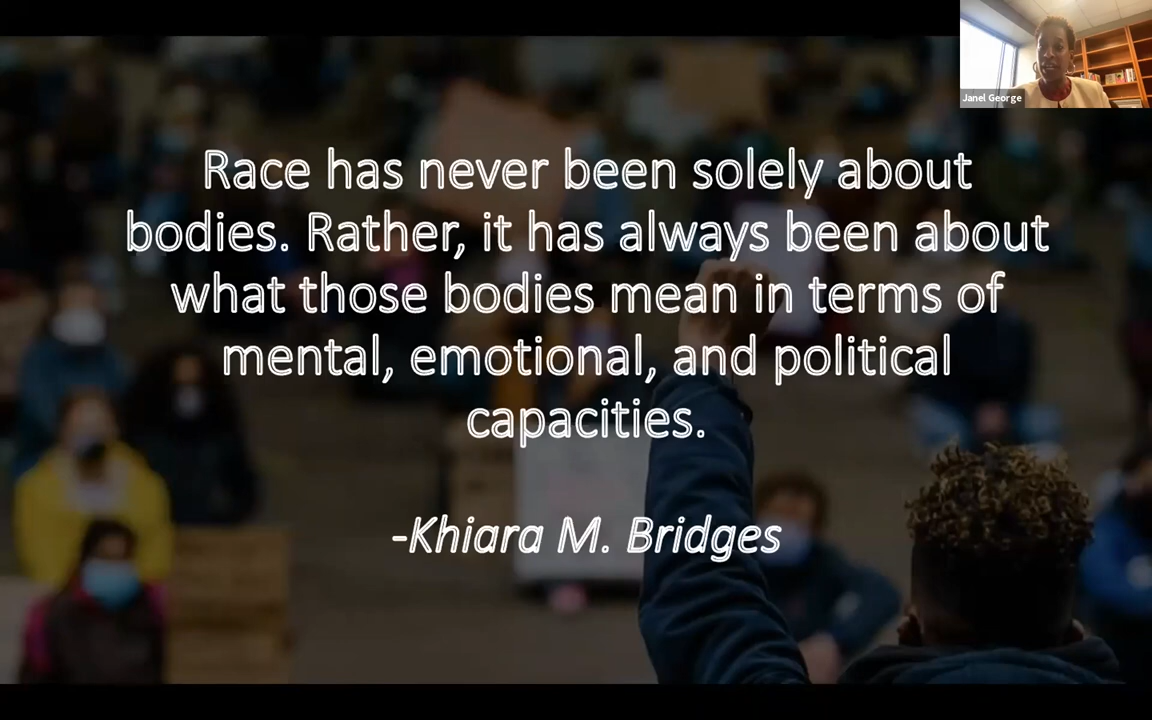 Janel George
Race has never been solely about
bodies. Rather, it has always been about
what those bodies mean in terms of
mental, emotional, and political
capacities.
-Khiara M. Bridges